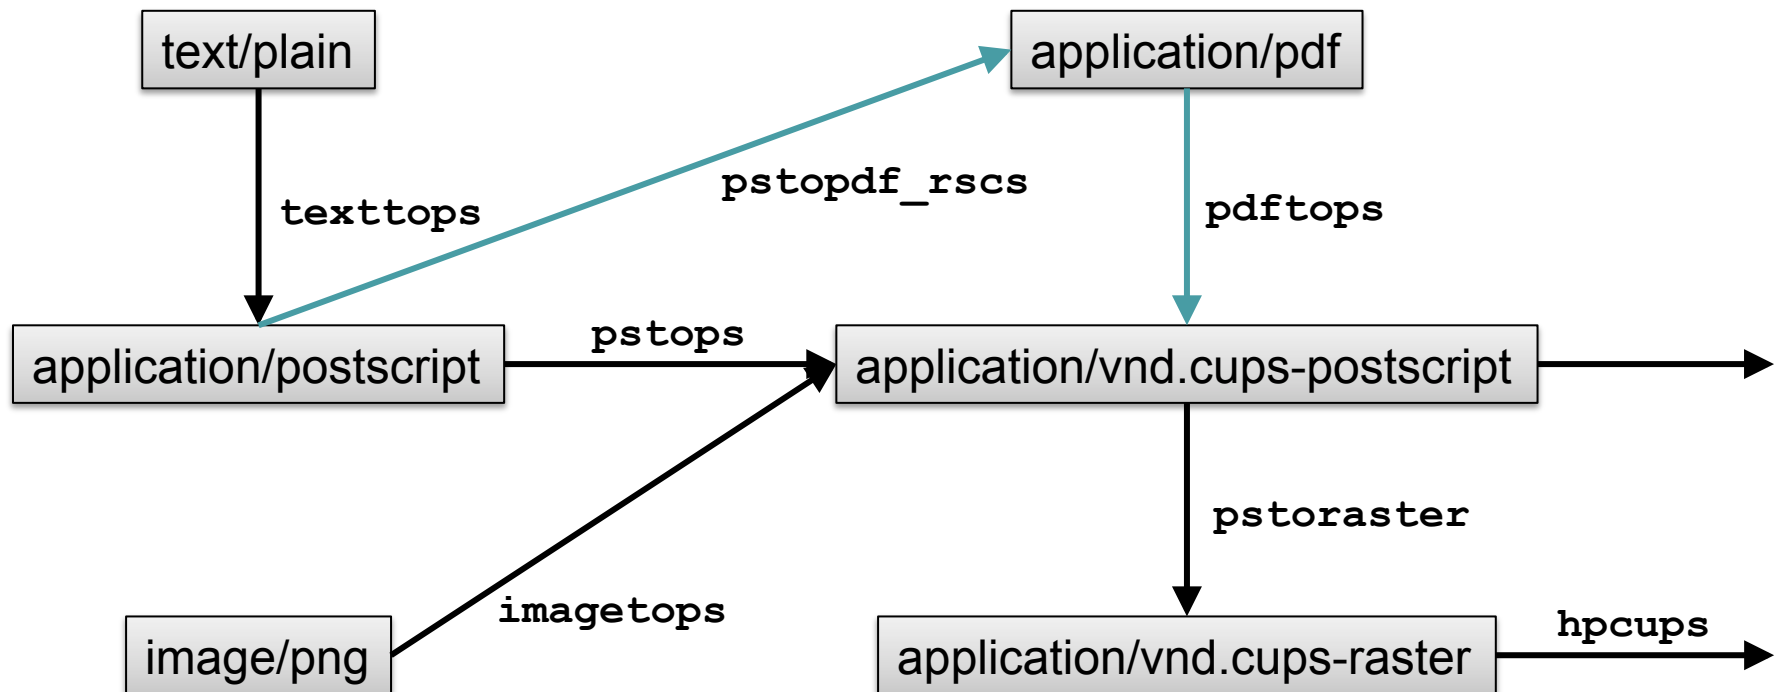 text/plain
application/pdf
pstopdf_rscs
texttops
pdftops
pstops
application/postscript
application/vnd.cups-postscript
pstoraster
imagetops
hpcups
image/png
application/vnd.cups-raster